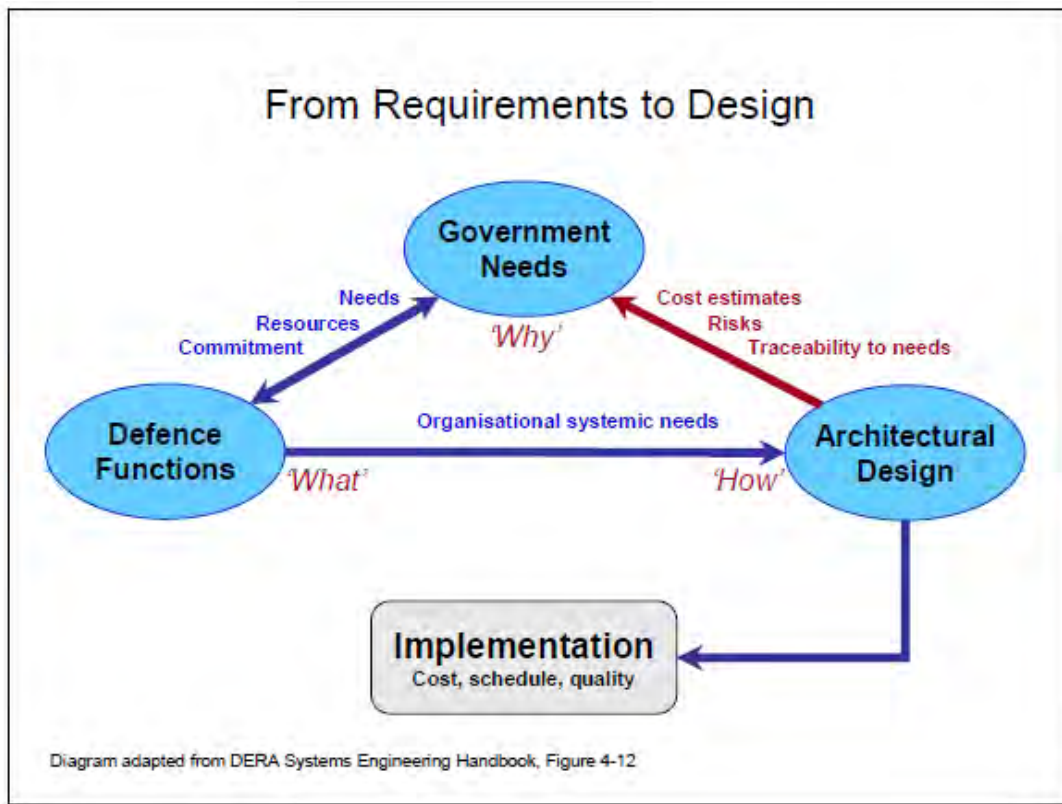 From Requirements to Design
Government
Needs
Needs
Resources
Commitment
'Why'
Cost estimates
Risks
Traceability to needs
Defence
Functions
Organisational systemic needs
Architectural
Design
'What'
'How'
Implementation
Cost, schedule, quality
Diagram adapted from DERA Systems Engineering Handbook, Figure 4-12